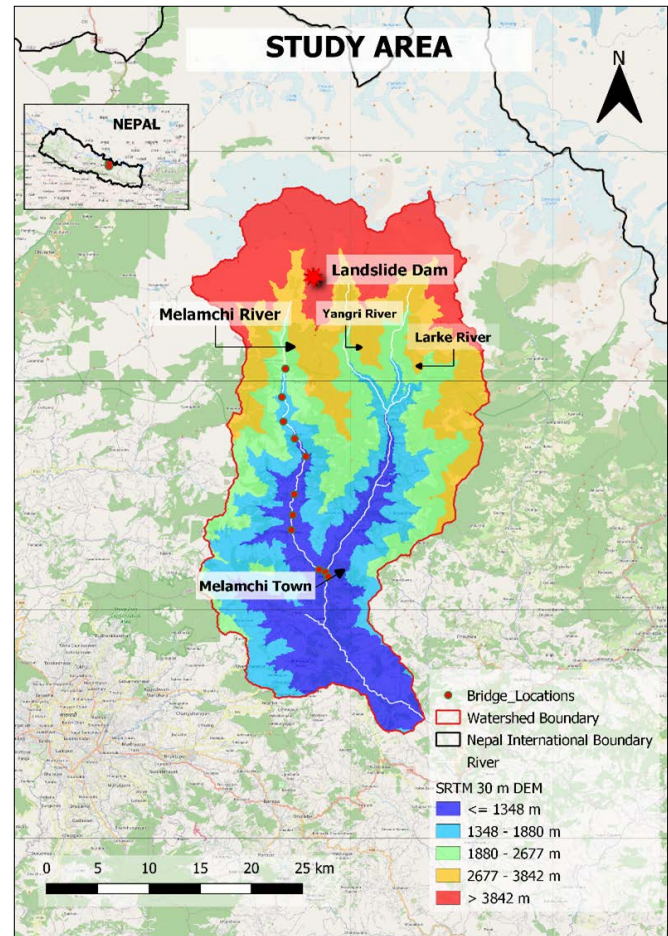 STUDY AREA
N
NEPAL
Landslide Dam
Melamchi River
Yangri River
Larke River
Melamchi Town
Bridge_Locations
Watershed Boundary
Nepal International Boundary
River
SRTM 30 m DEM
<= 1348 m
1348 - 1880 m
1880 - 2677 m
2677 - 3842 m
> 3842 m
0 5 10 15 20 25 km